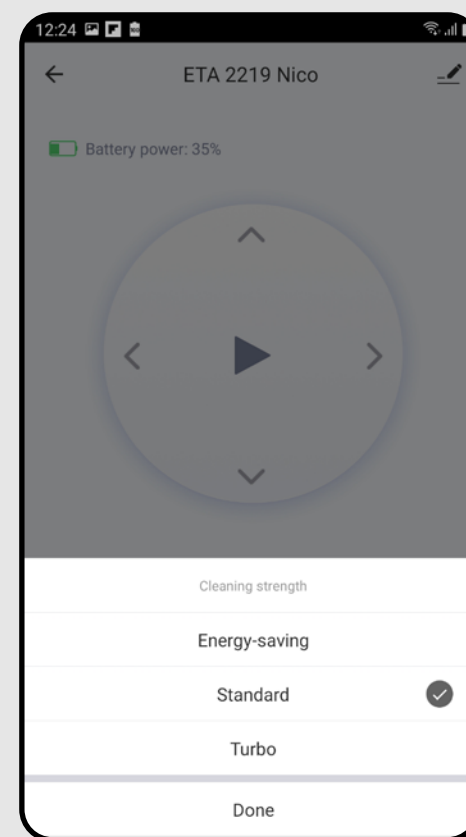 12:24
ETA 2219 Nico
Battery power: 35%
Cleaning strength
Energy-saving
Standard
Turbo
Done